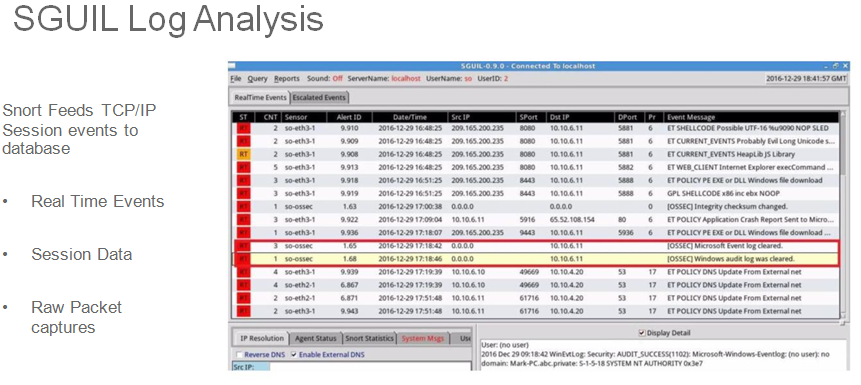 SGUIL Log Analysis
Snort Feeds TCP/IP
Session events to
database
• Real Time Events
• Session Data
• Raw Packet
captures
SGUIL-0.9.0 - Connected To localhost
File Query Reports Sound: Off ServerName: localhost UserName: so UserID: 2 2016-12-29 18:41:57 GMT
RealTime Events Escalated Events
ST CNT Sensor Alert ID Date/Time Src IP SPort Dst IP DPort Pr Event Message
RT 2 so-eth3-1 9.910 2016-12-29 16:48:25 209.165.200.235 8080 10.10.6.11 5881 6 ET SHELLCODE Possible UTF-16 %u9090 NOP SLED
RT 2 so-eth3-1 9.909 2016-12-29 16:48:25 209.165.200.235 8080 10.10.6.11 5881 6 ET CURRENT_EVENTS Probably Evil Long Unicode s...
RT 2 so-eth3-1 9.908 2016-12-29 16:48:25 209.165.200.235 8080 10.10.6.11 5881 6 ET CURRENT_EVENTS HeapLib JS Library
RT 5 so-eth3-1 9.913 2016-12-29 16:48:25 209.165.200.235 8080 10.10.6.11 5882 6 ET WEB_CLIENT Internet Explorer execCommand ...
RT 3 so-eth3-1 9.918 2016-12-29 16:51:25 209.165.200.235 8443 10.10.6.11 5888 6 ET POLICY PE EXE or DLL Windows file download
RT 3 so-eth3-1 9.919 2016-12-29 16:51:25 209.165.200.235 8443 10.10.6.11 5888 6 GPL SHELLCODE x86 inc ebx NOOP
RT 1 so-ossec 1.63 2016-12-29 17:00:38 0.0.0.0 0.0.0.0 0 [OSSEC] Integrity checksum changed.
RT 3 so-eth3-1 9.922 2016-12-29 17:09:04 10.10.6.11 5916 65.52.108.154 80 6 ET POLICY Application Crash Report Sent to Micro...
RT 1 so-eth3-1 9.936 2016-12-29 17:18:07 209.165.200.235 9443 10.10.6.11 5936 6 ET POLICY PE EXE or DLL Windows file download ...
RT 3 so-ossec 1.65 2016-12-29 17:18:42 0.0.0.0 10.10.6.11 [OSSEC] Microsoft Event log cleared.
RT 1 so-ossec 1.68 2016-12-29 17:18:46 0.0.0.0 10.10.6.11 [OSSEC] Windows audit log was cleared.
RT 4 so-eth3-1 9.939 2016-12-29 17:19:39 10.10.6.10 49669 10.10.4.20 53 17 ET POLICY DNS Update From External net
RT 4 so-eth2-1 6.867 2016-12-29 17:19:39 10.10.6.10 49669 10.10.4.20 53 17 ET POLICY DNS Update From External net
RT 2 so-eth2-1 6.871 2016-12-29 17:51:48 10.10.6.11 61716 10.10.4.20 53 17 ET POLICY DNS Update From External net
RT 2 so-eth3-1 9.943 2016-12-29 17:51:48 10.10.6.11 61716 10.10.4.20 53 17 ET POLICY DNS Update From External net
IP Resolution Agent Status Snort Statistics System Msgs Use
Reverse DNS Enable External DNS
Src IP:
Display Detail
User: (no user)
2016 Dec 29 09:18:42 WinEvtLog: Security: AUDIT_SUCCESS(1102): Microsoft-Windows-Eventlog: (no user): no
domain: Mark-PC.abc.private: S-1-5-18 SYSTEM NT AUTHORITY 0x3e7